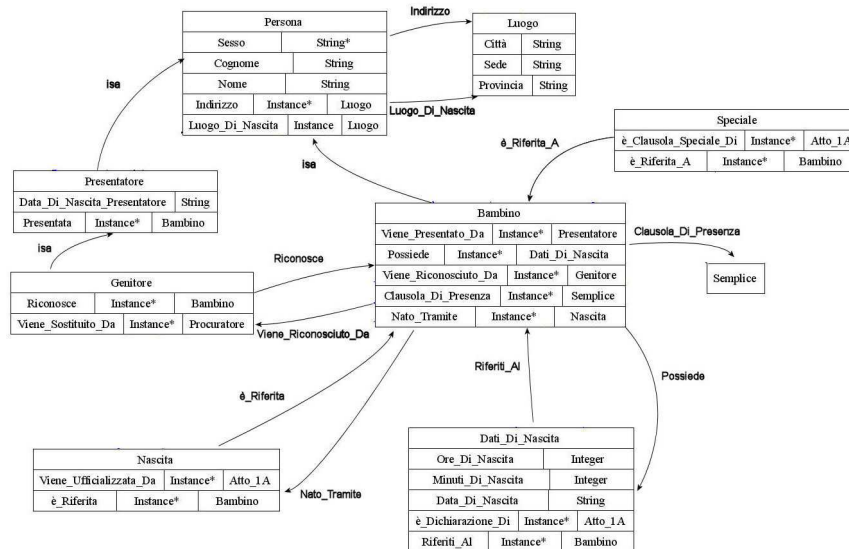 Indirizzo
Persona
Sesso String*
Cognome String
Nome String
Indirizzo Instance* Luogo
Luogo_Di_Nascita Instance Luogo
Luogo
Città String
Sede String
Provincia String
Luogo_Di_Nascita
isa
Speciale
è_Clausola_Speciale_Di Instance* Atto_1A
è_Riferita_A Instance* Bambino
è_Riferita_A
isa
Presentatore
Data_Di_Nascita_Presentatore String
Presentata Instance* Bambino
isa
Bambino
Viene_Presentato_Da Instance* Presentatore
Possiede Instance* Dati_Di_Nascita
Viene_Riconosciuto_Da Instance* Genitore
Clausola_Di_Presenza Instance* Semplice
Nato_Tramite Instance* Nascita
Clausola_Di_Presenza
Semplice
Riconosce
Genitore
Riconosce Instance* Bambino
Viene_Sostituito_Da Instance* Procuratore
Viene_Riconosciuto_Da
è_Riferita
Riferiti_Al
Possiede
Nascita
Viene_Ufficializzata_Da Instance* Atto_1A
è_Riferita Instance* Bambino
Nato_Tramite
Dati_Di_Nascita
Ore_Di_Nascita Integer
Minuti_Di_Nascita Integer
Data_Di_Nascita String
è_Dichiarazione_Di Instance* Atto_1A
Riferiti_Al Instance* Bambino